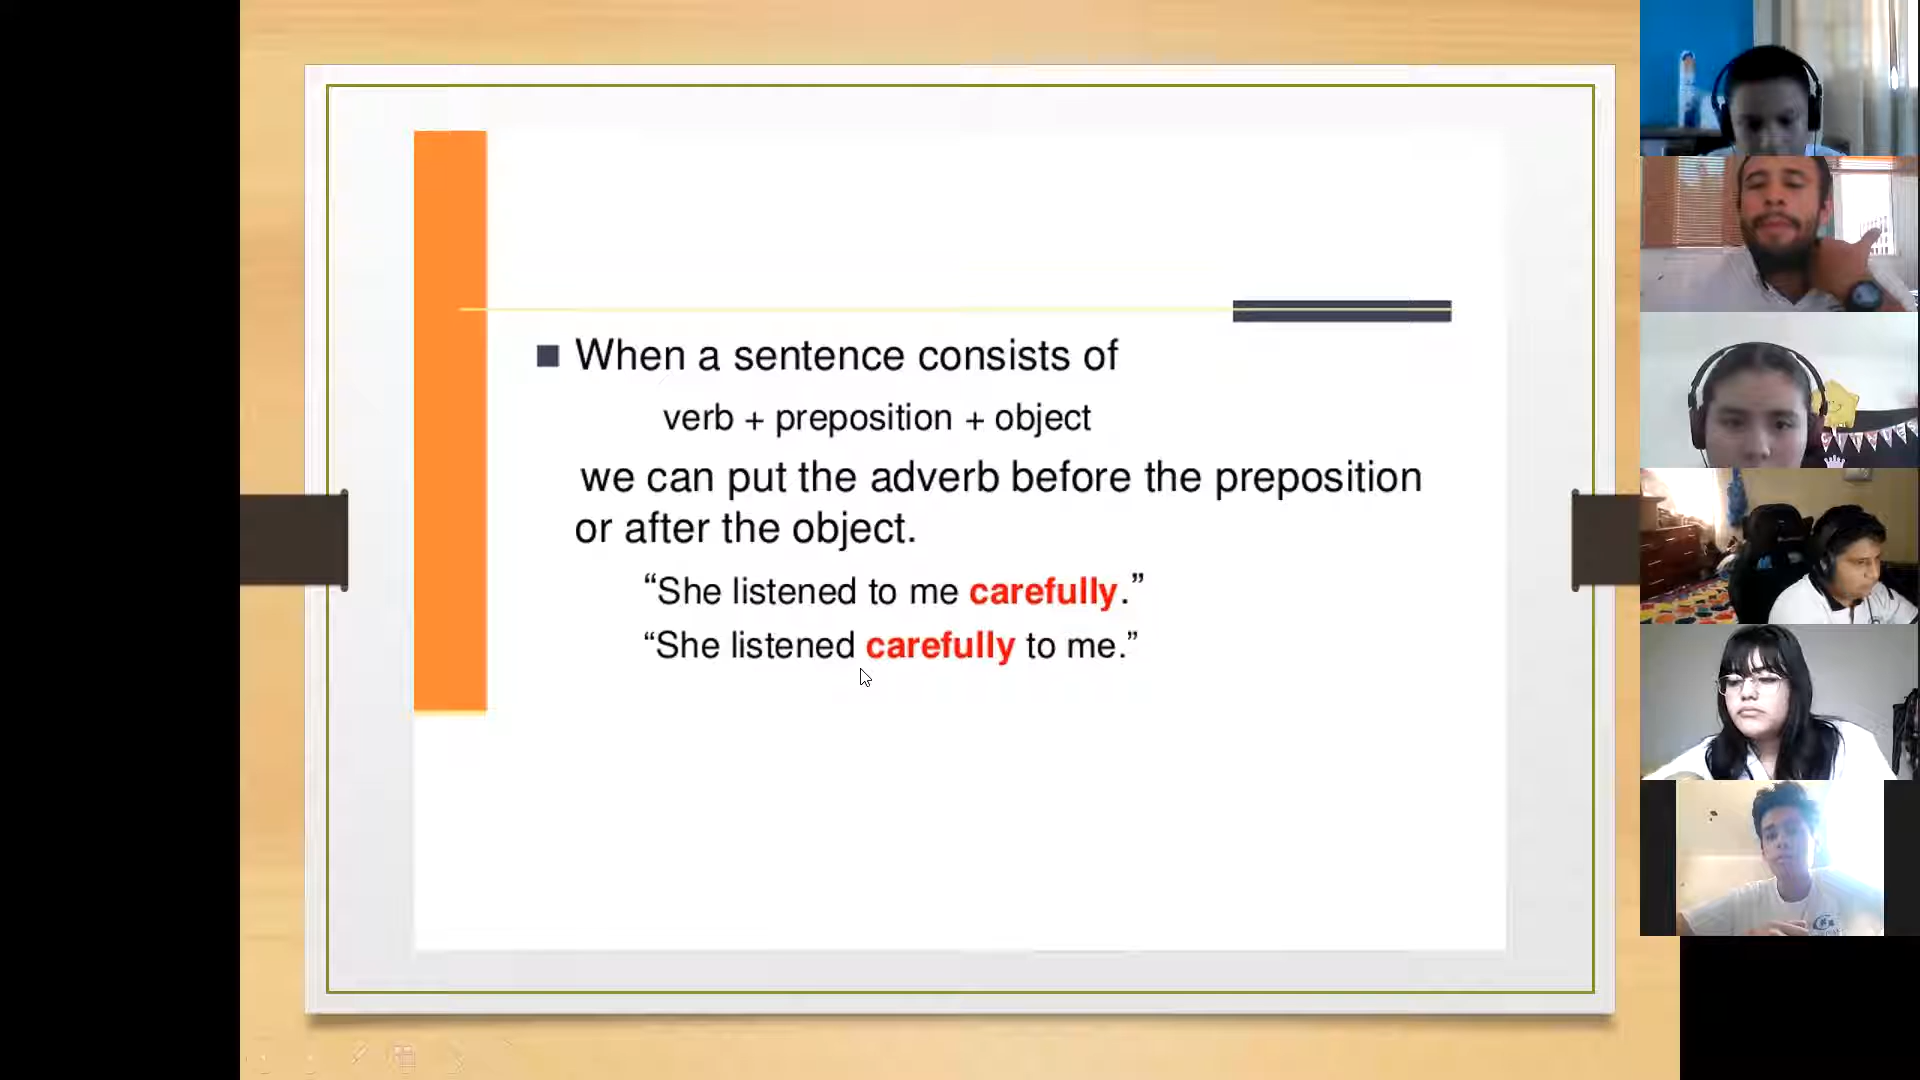 When a sentence consists of
verb + preposition + object
we can put the adverb before the preposition
or after the object.
“She listened to me carefully.”
“She listened carefully to me.”